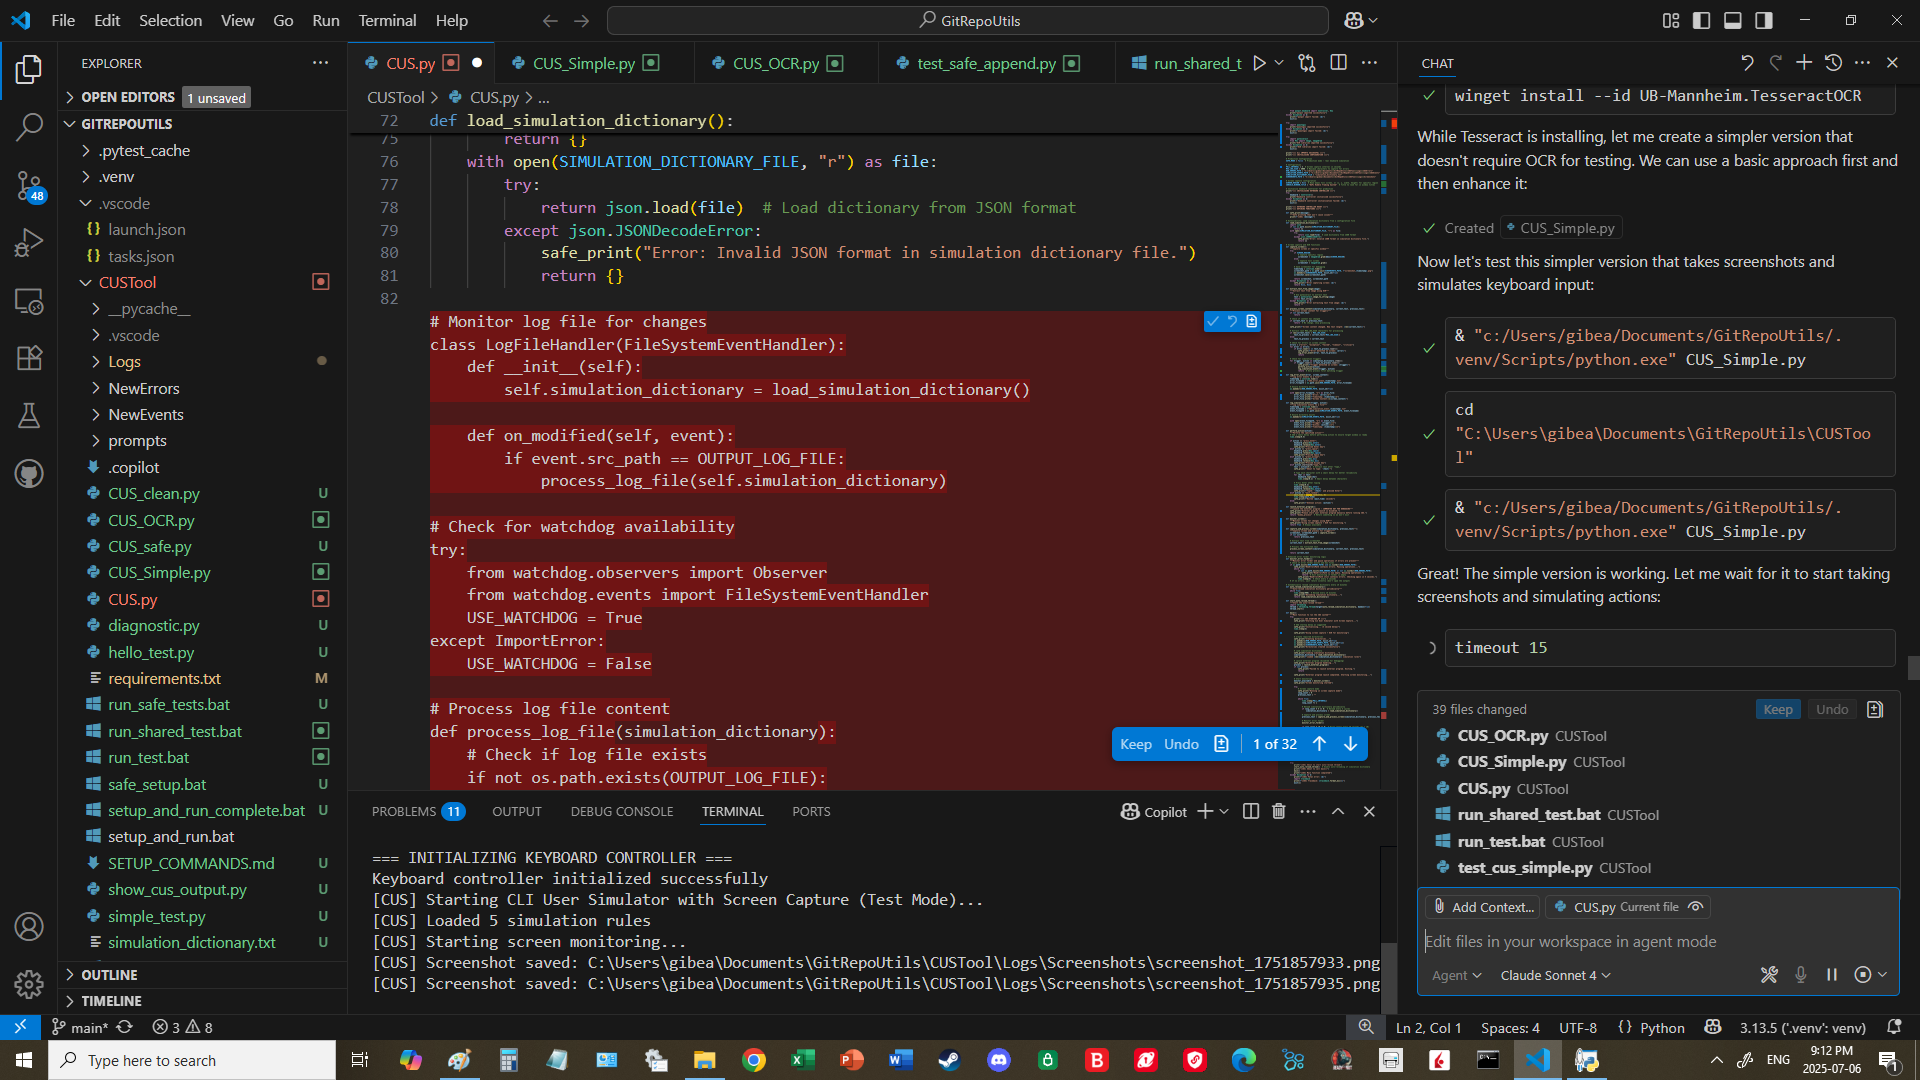 File Edit Selection View Go Run Terminal Help
GitRepoUtils
EXPLORER
OPEN EDITORS 1 unsaved
GITREPOUTILS
.pytest_cache
.venv
.vscode
launch.json
tasks.json
CUSTool
__pycache__
.vscode
Logs
NewErrors
NewEvents
prompts
.copilot
CUS_clean.py U
CUS_OCR.py
CUS_safe.py U
CUS_Simple.py
CUS.py
diagnostic.py U
hello_test.py U
requirements.txt M
run_safe_tests.bat U
run_shared_test.bat
run_test.bat
safe_setup.bat U
setup_and_run_complete.bat U
setup_and_run.bat
SETUP_COMMANDS.md U
show_cus_output.py U
simple_test.py U
simulation_dictionary.txt U
OUTLINE
TIMELINE
48
CUS.py CUS_Simple.py CUS_OCR.py test_safe_append.py run_shared_t
CUSTool > CUS.py > ...
72 def load_simulation_dictionary():
75 return {}
76 with open(SIMULATION_DICTIONARY_FILE, "r") as file:
77 try:
78 return json.load(file) # Load dictionary from JSON format
79 except json.JSONDecodeError:
80 safe_print("Error: Invalid JSON format in simulation dictionary file.")
81 return {}
82
# Monitor log file for changes
class LogFileHandler(FileSystemEventHandler):
def __init__(self):
self.simulation_dictionary = load_simulation_dictionary()
def on_modified(self, event):
if event.src_path == OUTPUT_LOG_FILE:
process_log_file(self.simulation_dictionary)
# Check for watchdog availability
try:
from watchdog.observers import Observer
from watchdog.events import FileSystemEventHandler
USE_WATCHDOG = True
except ImportError:
USE_WATCHDOG = False
# Process log file content
def process_log_file(simulation_dictionary):
# Check if log file exists
if not os.path.exists(OUTPUT_LOG_FILE):
Keep Undo 1 of 32
PROBLEMS 11 OUTPUT DEBUG CONSOLE TERMINAL PORTS
Copilot
=== INITIALIZING KEYBOARD CONTROLLER ===
Keyboard controller initialized successfully
[CUS] Starting CLI User Simulator with Screen Capture (Test Mode)...
[CUS] Loaded 5 simulation rules
[CUS] Starting screen monitoring...
[CUS] Screenshot saved: C:\Users\gibea\Documents\GitRepoUtils\CUSTool\Logs\Screenshots\screenshot_1751857933.png
[CUS] Screenshot saved: C:\Users\gibea\Documents\GitRepoUtils\CUSTool\Logs\Screenshots\screenshot_1751857935.png
CHAT
winget install --id UB-Mannheim.TesseractOCR
While Tesseract is installing, let me create a simpler version that
doesn't require OCR for testing. We can use a basic approach first and
then enhance it:
Created CUS_Simple.py
Now let's test this simpler version that takes screenshots and
simulates keyboard input:
& "c:/Users/gibea/Documents/GitRepoUtils/.
venv/Scripts/python.exe" CUS_Simple.py
cd
"C:\Users\gibea\Documents\GitRepoUtils\CUSToo
l"
& "c:/Users/gibea/Documents/GitRepoUtils/.
venv/Scripts/python.exe" CUS_Simple.py
Great! The simple version is working. Let me wait for it to start taking
screenshots and simulating actions:
timeout 15
39 files changed Keep Undo
CUS_OCR.py CUSTool
CUS_Simple.py CUSTool
CUS.py CUSTool
run_shared_test.bat CUSTool
run_test.bat CUSTool
test_cus_simple.py CUSTool
Add Context... CUS.py Current file
Edit files in your workspace in agent mode
Agent Claude Sonnet 4
main* 3 8
Ln 2, Col 1 Spaces: 4 UTF-8 {} Python 3.13.5 ('.venv': venv)
Type here to search
ENG
9:12 PM
2025-07-06
1